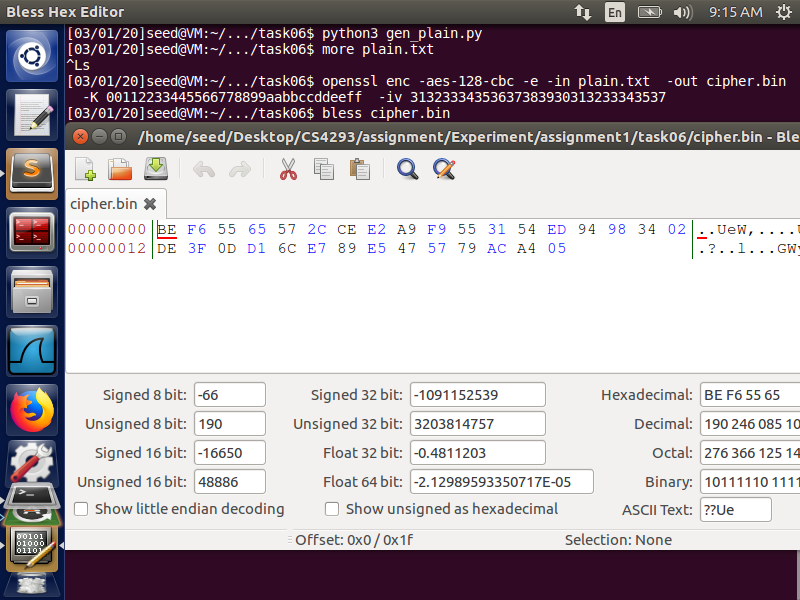 Bless Hex Editor
En
9:15 AM
[03/01/20]seed@VM:~/.../task06$ python3 gen_plain.py
[03/01/20]seed@VM:~/.../task06$ more plain.txt
^Ls
[03/01/20]seed@VM:~/.../task06$ openssl enc -aes-128-cbc -e -in plain.txt  -out cipher.bin
-K 00112233445566778899aabbccddeeff  -iv 31323334353637383930313233343537
[03/01/20]seed@VM:~/.../task06$ bless cipher.bin
/home/seed/Desktop/CS4293/assignment/Experiment/assignment1/task06/cipher.bin - Bles
cipher.bin
00000000 BE F6 55 65 57 2C CE E2 A9 F9 55 31 54 ED 94 98 34 02 ..UeW,....U
00000012 DE 3F 0D D1 6C E7 89 E5 47 57 79 AC A4 05 .?..l...GWy
Signed 8 bit: -66 Signed 32 bit: -1091152539 Hexadecimal: BE F6 55 65
Unsigned 8 bit: 190 Unsigned 32 bit: 3203814757 Decimal: 190 246 085 10
Signed 16 bit: -16650 Float 32 bit: -0.4811203 Octal: 276 366 125 14
Unsigned 16 bit: 48886 Float 64 bit: -2.12989593350717E-05 Binary: 10111110 1111
Show little endian decoding Show unsigned as hexadecimal ASCII Text: ??Ue
Offset: 0x0 / 0x1f Selection: None